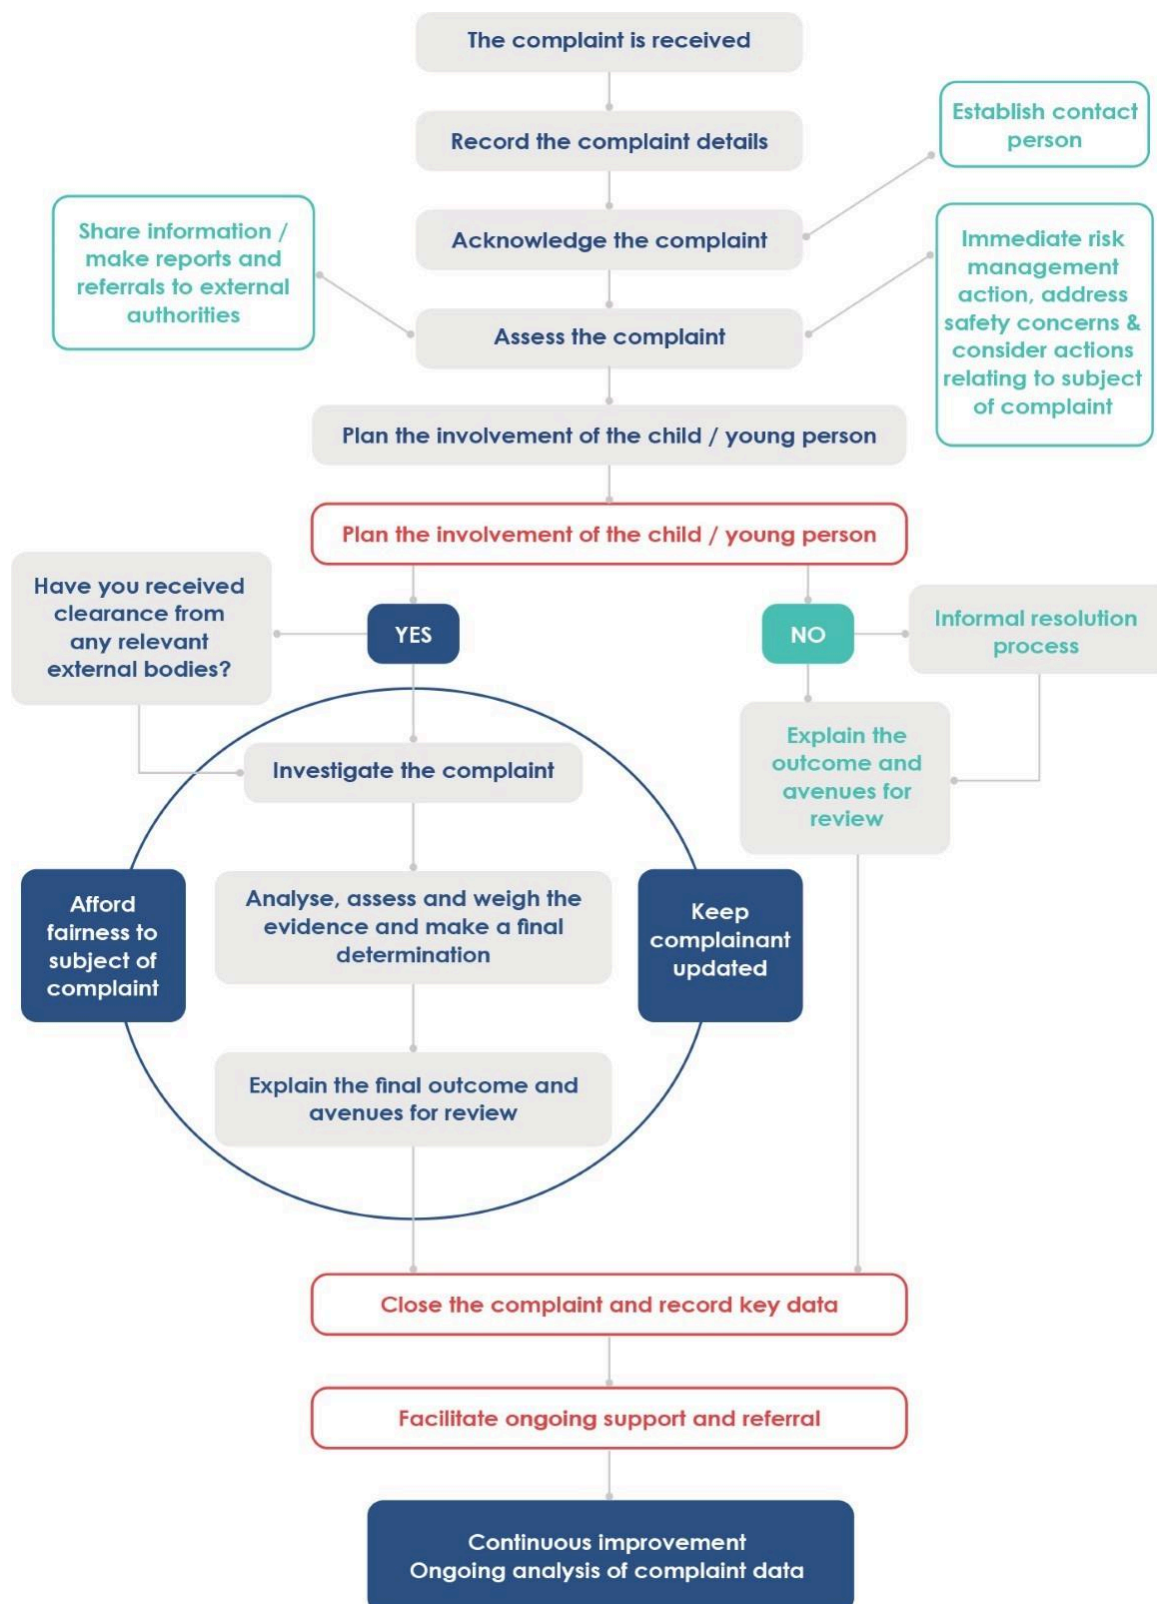 The complaint is received
Record the complaint details
Establish contact
person
Acknowledge the complaint
Share information /
make reports and
referrals to external
authorities
Immediate risk
management
action, address
safety concerns &
consider actions
relating to subject
of complaint
Assess the complaint
Plan the involvement of the child / young person
Plan the involvement of the child / young person
Have you received
clearance from
any relevant
external bodies?
YES
NO
Informal resolution
process
Investigate the complaint
Explain the
outcome and
avenues for
review
Afford
fairness to
subject of
complaint
Analyse, assess and weigh the
evidence and make a final
determination
Keep
complainant
updated
Explain the final outcome and
avenues for review
Close the complaint and record key data
Facilitate ongoing support and referral
Continuous improvement
Ongoing analysis of complaint data